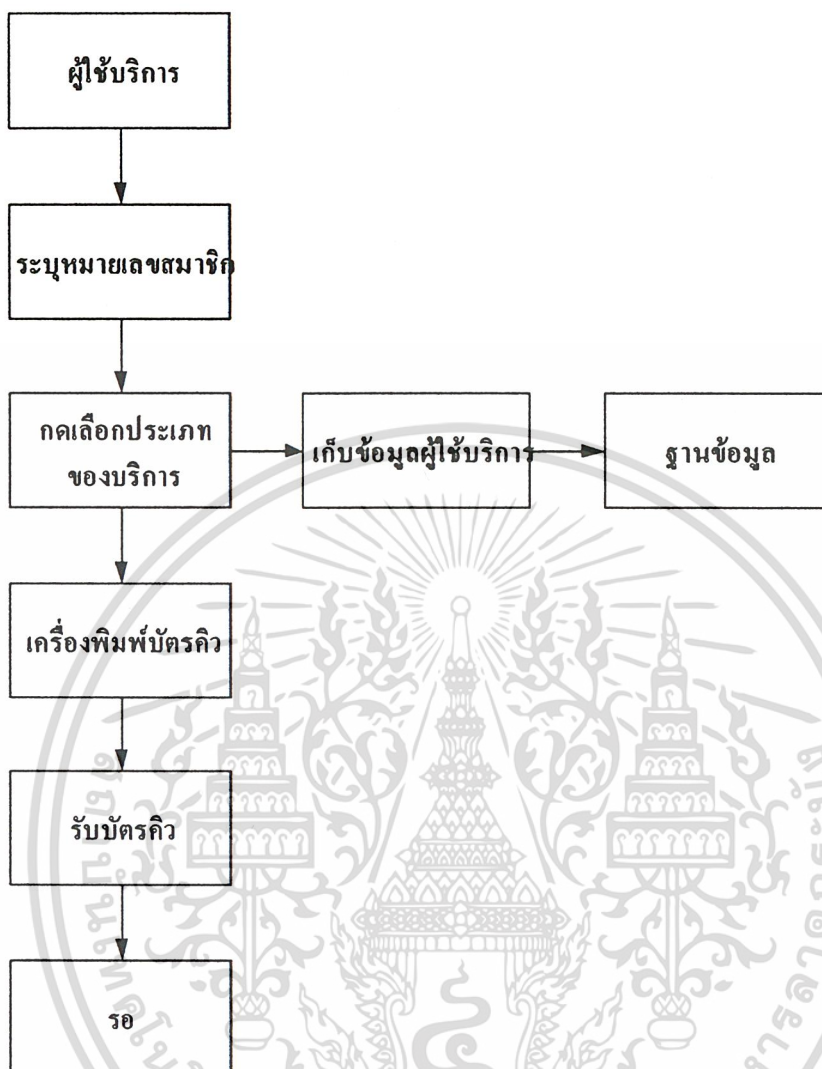 ผู้ใช้บริการ
ระบุหมายเลขสมาชิก
กดเลือกประเภท
ของบริการ
เก็บข้อมูลผู้ใช้บริการ
ฐานข้อมูล
เครื่องพิมพ์บัตรคิว
รับบัตรคิว
รอ